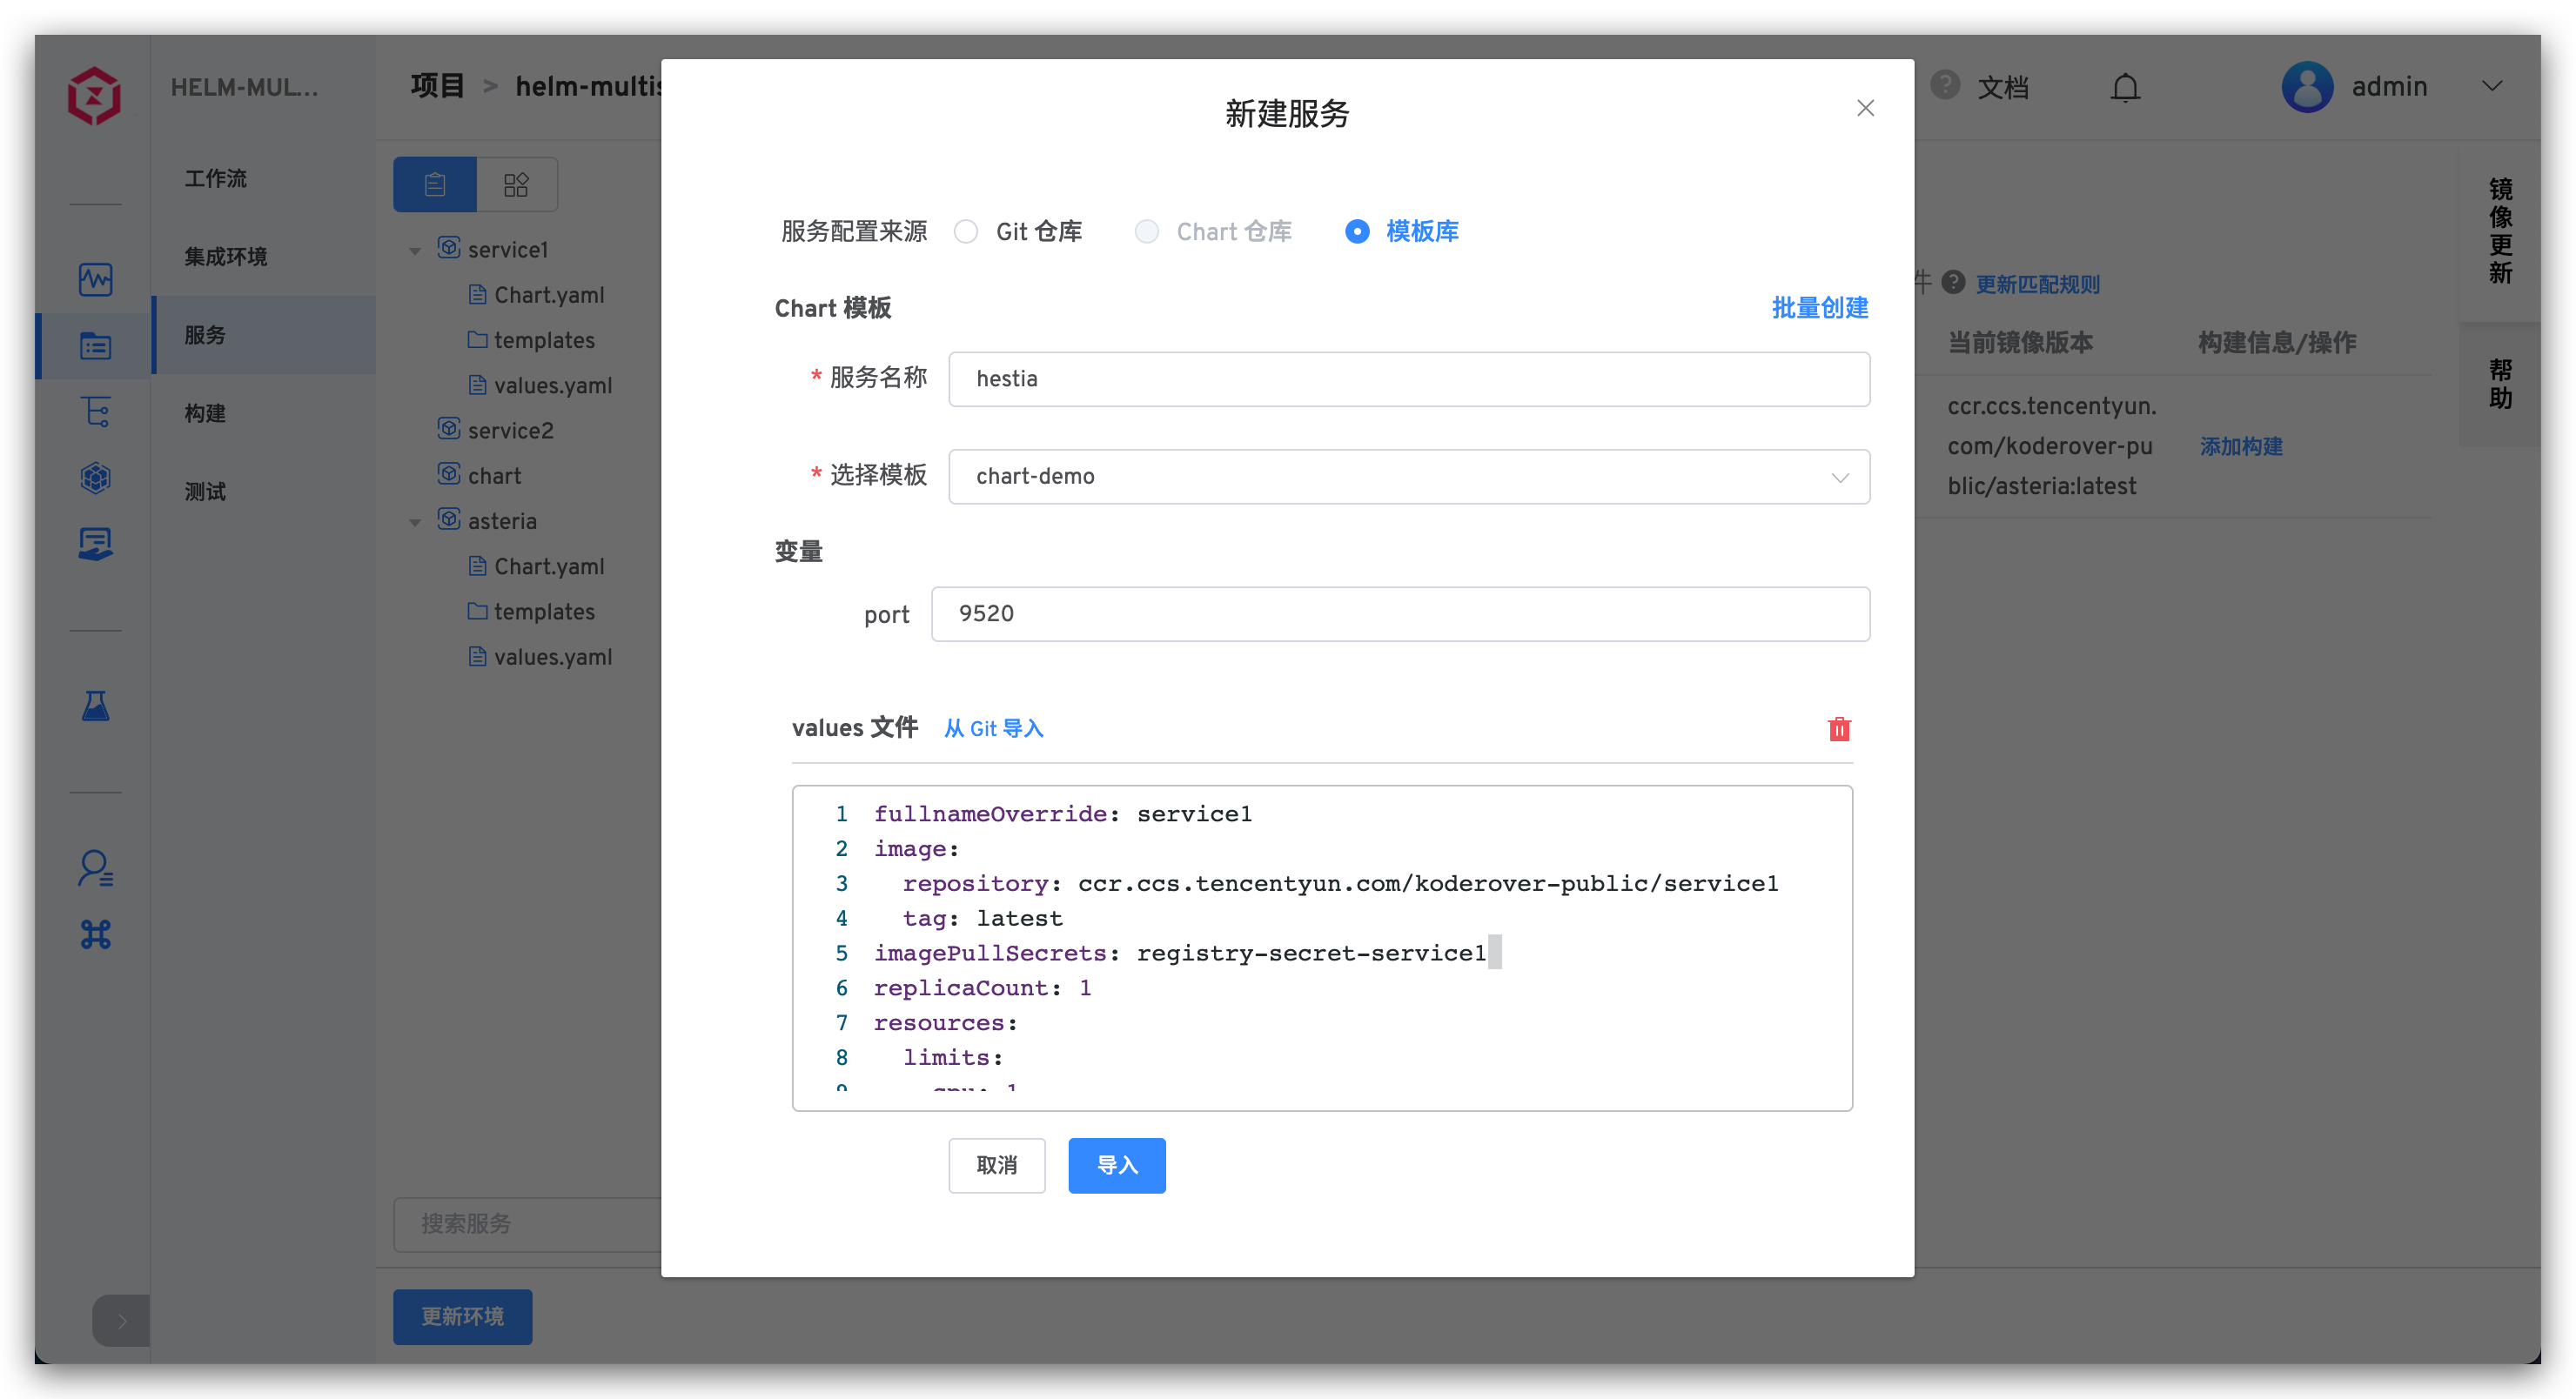 HELM-MUL...
项目 > helm-multis
文档
admin
工作流
集成环境
服务
构建
测试
service1
Chart.yaml
templates
values.yaml
service2
chart
asteria
Chart.yaml
templates
values.yaml
搜索服务
更新环境
新建服务
服务配置来源 Git 仓库 Chart 仓库 模板库
Chart 模板 批量创建
* 服务名称 hestia
* 选择模板 chart-demo
变量
port 9520
values 文件 从 Git 导入
1 fullnameOverride: service1
2 image:
3 repository: ccr.ccs.tencentyun.com/koderover-public/service1
4 tag: latest
5 imagePullSecrets: registry-secret-service1
6 replicaCount: 1
7 resources:
8 limits:
9 cpu: 1
取消 导入
件 更新匹配规则
当前镜像版本 构建信息/操作
ccr.ccs.tencentyun.
com/koderover-pu
blic/asteria:latest
添加构建
镜像更新
帮助